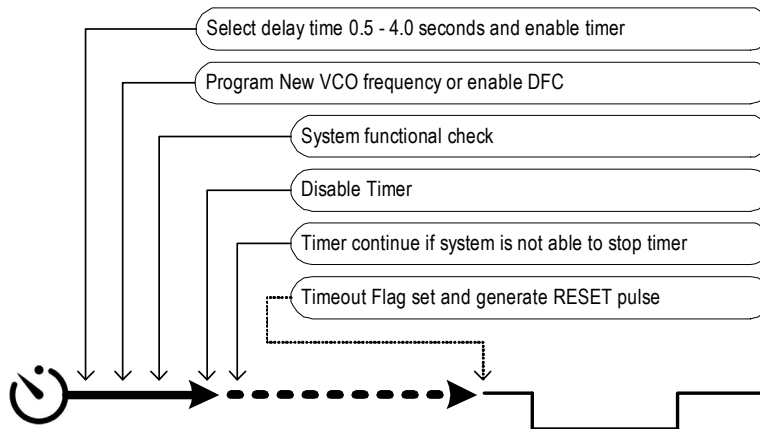 Select delay time 0.5 - 4.0 seconds and enable timer
Program New VCO frequency or enable DFC
System functional check
Disable Timer
Timer continue if system is not able to stop timer
Timeout Flag set and generate RESET pulse